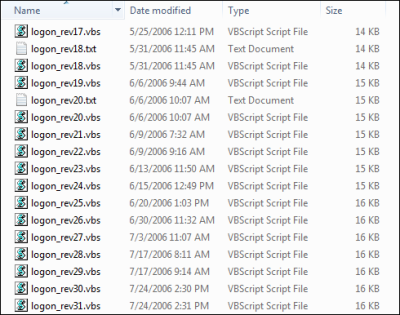 Name Date modified Type Size
logon_rev17.vbs 5/25/2006 12:11 PM VBScript Script File 14 KB
logon_rev18.txt 5/31/2006 11:45 AM Text Document 14 KB
logon_rev18.vbs 5/31/2006 11:45 AM VBScript Script File 14 KB
logon_rev19.vbs 6/6/2006 9:44 AM VBScript Script File 15 KB
logon_rev20.txt 6/6/2006 10:07 AM Text Document 15 KB
logon_rev20.vbs 6/6/2006 10:07 AM VBScript Script File 15 KB
logon_rev21.vbs 6/9/2006 7:32 AM VBScript Script File 15 KB
logon_rev22.vbs 6/9/2006 9:16 AM VBScript Script File 15 KB
logon_rev23.vbs 6/13/2006 11:50 AM VBScript Script File 15 KB
logon_rev24.vbs 6/15/2006 12:49 PM VBScript Script File 15 KB
logon_rev25.vbs 6/20/2006 1:03 PM VBScript Script File 16 KB
logon_rev26.vbs 6/30/2006 11:32 AM VBScript Script File 16 KB
logon_rev27.vbs 7/3/2006 11:07 AM VBScript Script File 16 KB
logon_rev28.vbs 7/17/2006 8:11 AM VBScript Script File 16 KB
logon_rev29.vbs 7/17/2006 9:14 AM VBScript Script File 16 KB
logon_rev30.vbs 7/24/2006 2:30 PM VBScript Script File 16 KB
logon_rev31.vbs 7/24/2006 2:31 PM VBScript Script File 16 KB